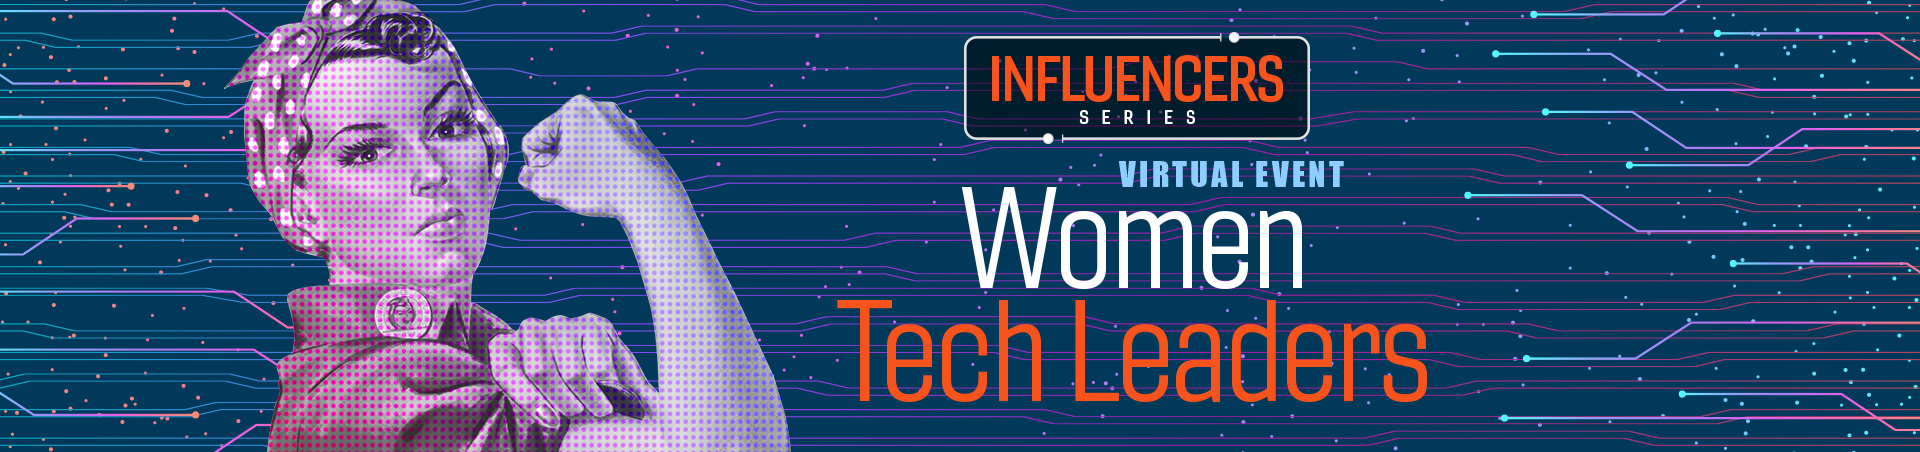 INFLUENCERS
SERIES
VIRTUAL EVENT
Women
Tech Leaders